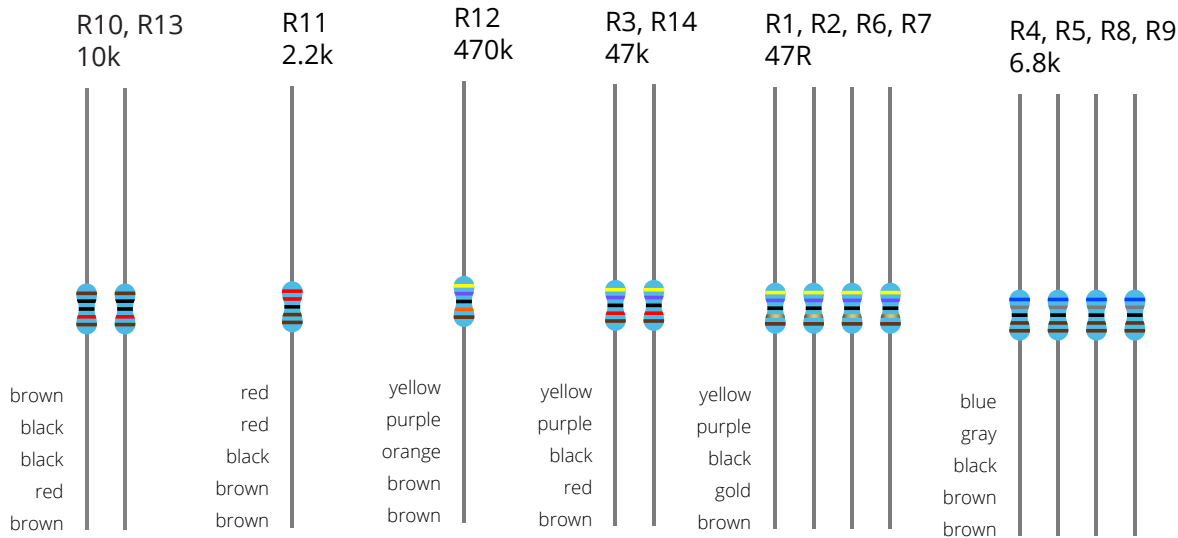 R10, R13
10k
R11
2.2k
R12
470k
R3, R14
47k
R1, R2, R6, R7
47R
R4, R5, R8, R9
6.8k
brown
black
black
red
brown
red
red
black
brown
brown
yellow
purple
orange
brown
brown
yellow
purple
black
red
brown
yellow
purple
black
gold
brown
blue
gray
black
brown
brown